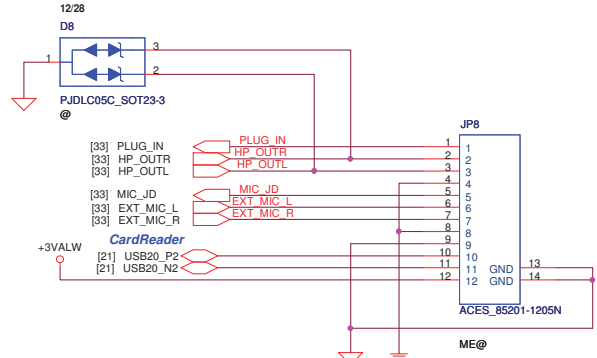 12/28
D8
1
3
2
PJDLC05C_SOT23-3
@
JP8
[33] PLUG_IN PLUG_IN 1 1
[33] HP_OUTR HP_OUTR 2 2
[33] HP_OUTL HP_OUTL 3 3
4 4
[33] MIC_JD MIC_JD 5 5
[33] EXT_MIC_L EXT_MIC_L 6 6
[33] EXT_MIC_R EXT_MIC_R 7 7
8 8
CardReader
9 9
+3VALW
[21] USB20_P2 10 10
[21] USB20_N2 11 11 GND 13
12 12 GND 14
ACES_85201-1205N
ME@